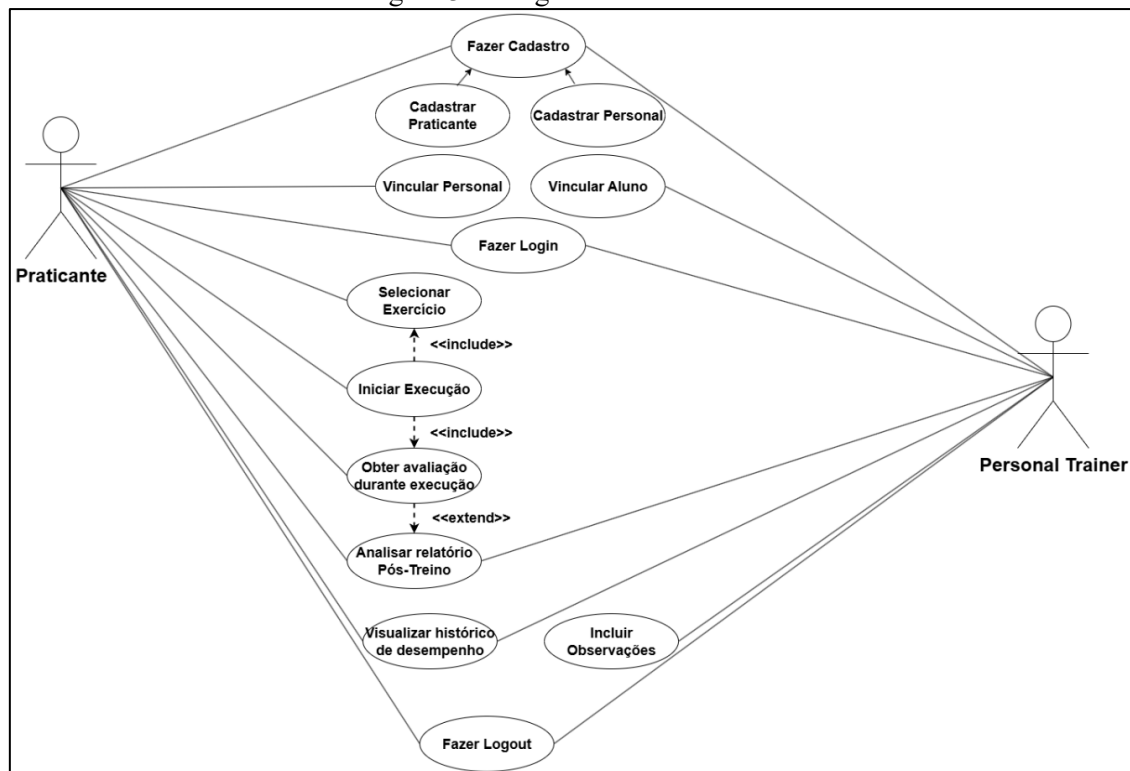 Fazer Cadastro
Cadastrar
Praticante
Cadastrar Personal
Vincular Personal
Vincular Aluno
Fazer Login
Praticante
Selecionar
Exercício
<<include>>
Iniciar Execução
<<include>>
Obter avaliação
durante execução
Personal Trainer
<<extend>>
Analisar relatório
Pós-Treino
Visualizar histórico
de desempenho
Incluir
Observações
Fazer Logout